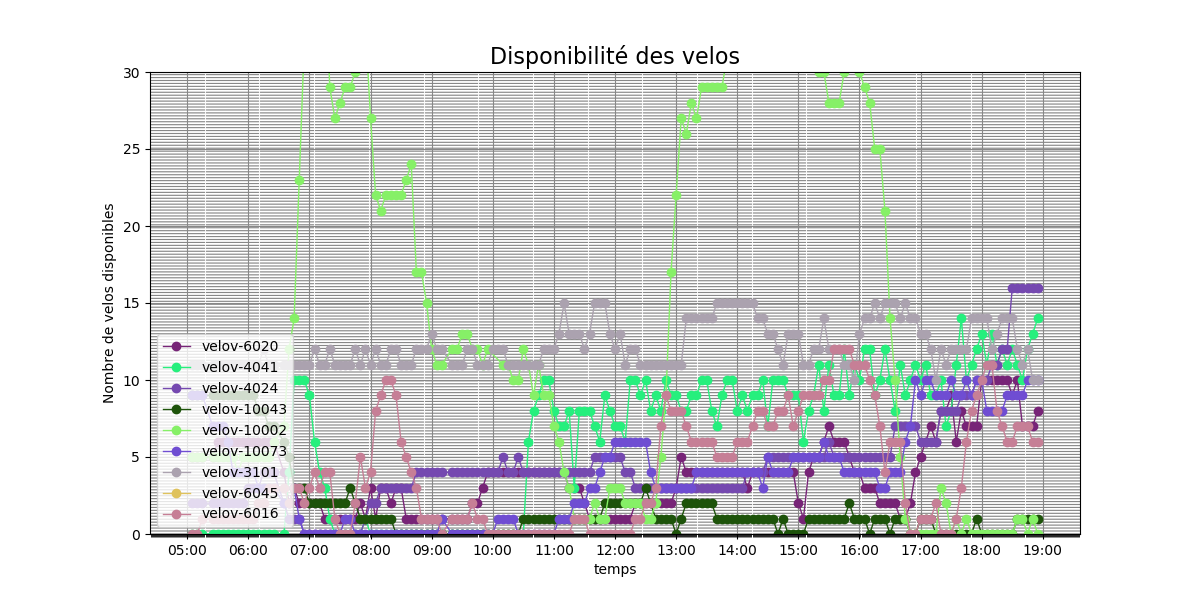 Disponibilité des velos
Nombre de velos disponibles
30
25
20
15
10
5
0
velov-6020
velov-4041
velov-4024
velov-10043
velov-10002
velov-10073
velov-3101
velov-6045
velov-6016
05:00 06:00 07:00 08:00 09:00 10:00 11:00 12:00 13:00 14:00 15:00 16:00 17:00 18:00 19:00
temps